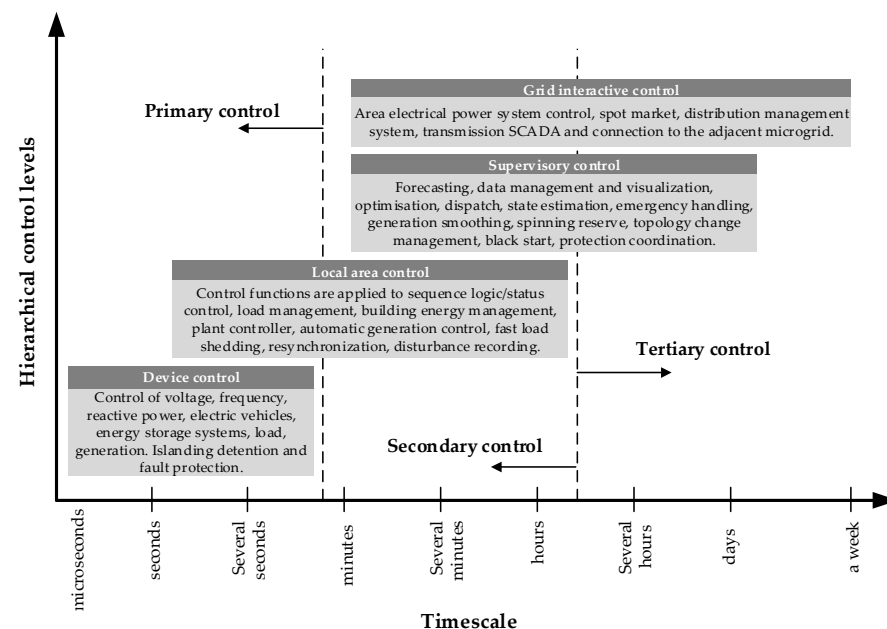 Hierarchical control levels
Primary control
Grid interactive control
Area electrical power system control, spot market, distribution management
system, transmission SCADA and connection to the adjacent microgrid.
Supervisory control
Forecasting, data management and visualization,
optimisation, dispatch, state estimation, emergency handling,
generation smoothing, spinning reserve, topology change
management, black start, protection coordination.
Local area control
Control functions are applied to sequence logic/status
control, load management, building energy management,
plant controller, automatic generation control, fast load
shedding, resynchronization, disturbance recording.
Tertiary control
Device control
Control of voltage, frequency,
reactive power, electric vehicles,
energy storage systems, load,
generation. Islanding detention and
fault protection.
Secondary control
microseconds
seconds
Several
seconds
minutes
Several
minutes
hours
Several
hours
days
a week
Timescale